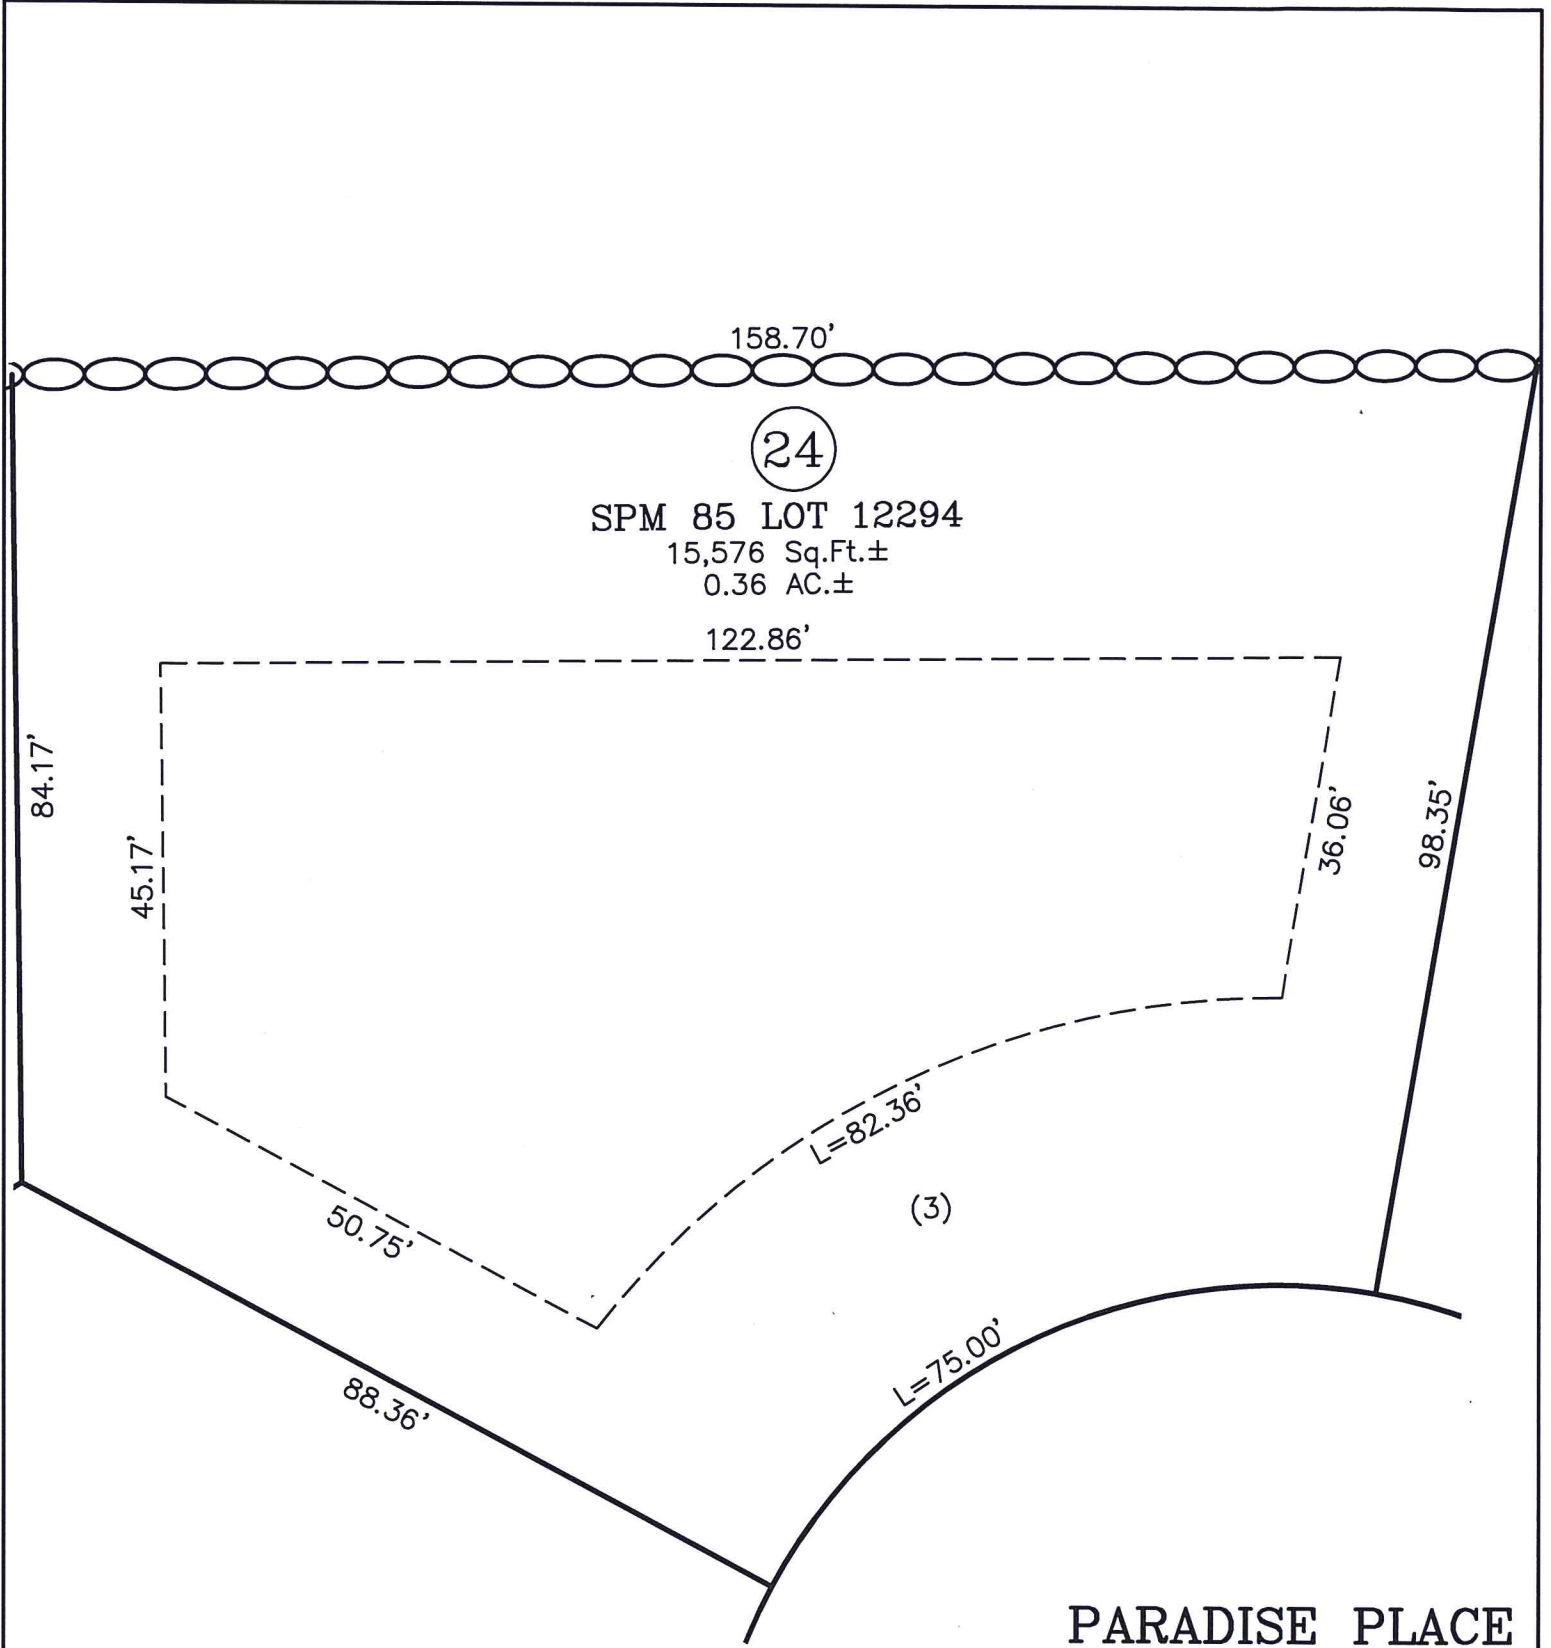 158.70'
24
SPM 85 LOT 12294
15,576 Sq.Ft.±
0.36 AC.±
122.86'
84.17'
45.17'
36.06'
98.35'
L=82.36'
(3)
50.75'
L=75.00'
88.36'
PARADISE PLACE